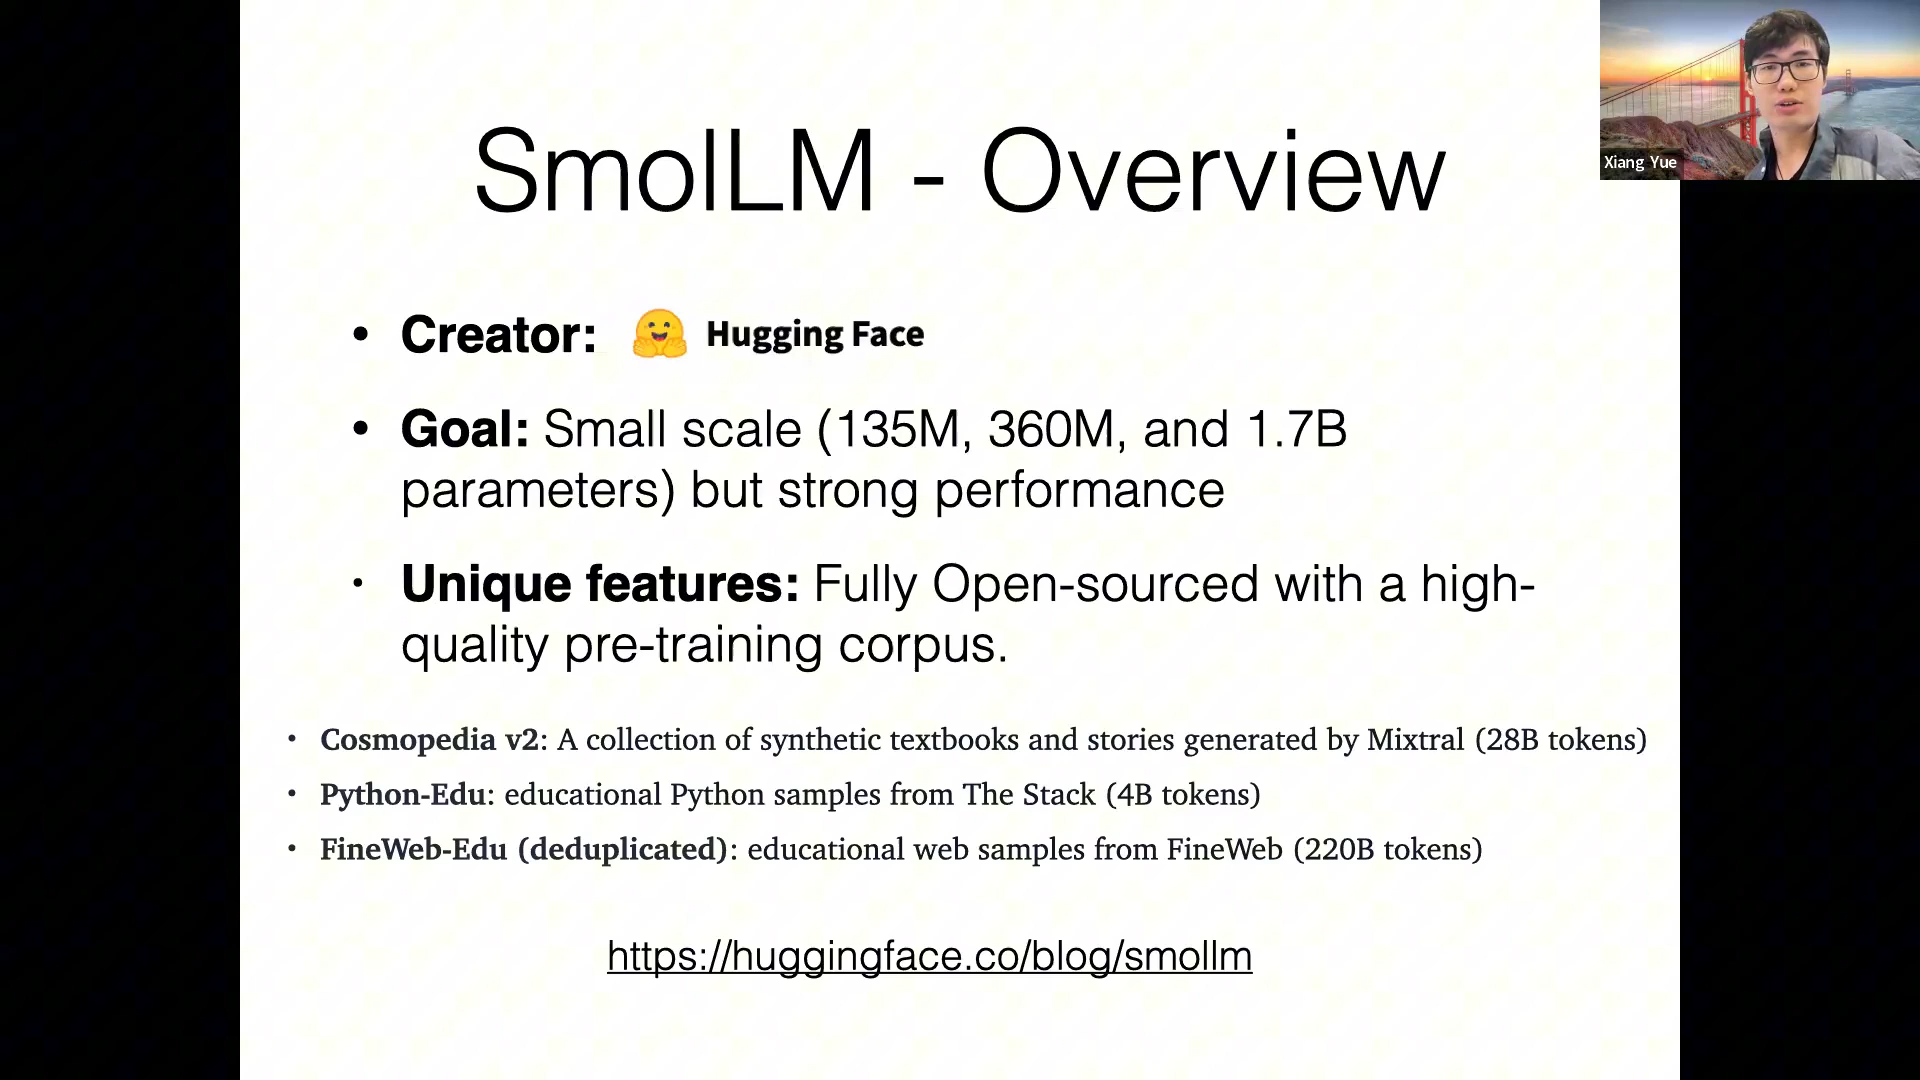 SmolLM - Overview
Xiang Yue
• Creator: Hugging Face
• Goal: Small scale (135M, 360M, and 1.7B
parameters) but strong performance
• Unique features: Fully Open-sourced with a high-
quality pre-training corpus.
• Cosmopedia v2: A collection of synthetic textbooks and stories generated by Mixtral (28B tokens)
• Python-Edu: educational Python samples from The Stack (4B tokens)
• FineWeb-Edu (deduplicated): educational web samples from FineWeb (220B tokens)
https://huggingface.co/blog/smollm